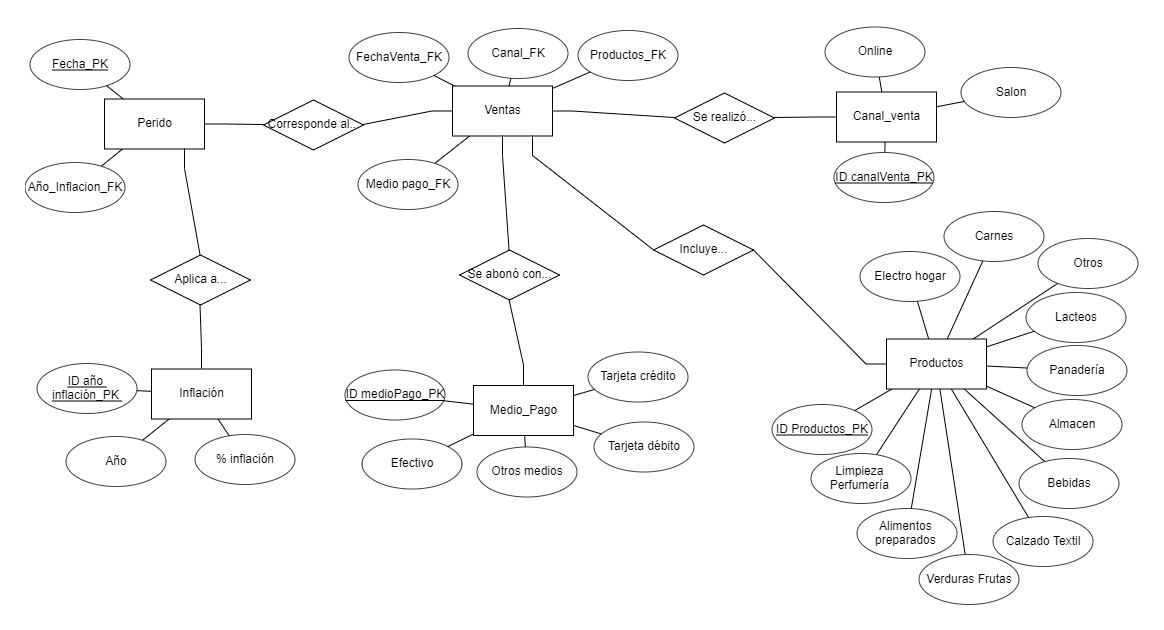 Fecha_PK
FechaVenta_FK
Canal_FK
Productos_FK
Online
Salon
Perido
Corresponde al...
Ventas
Se realizó...
Canal_venta
Año_Inflacion_FK
Medio pago_FK
ID canalVenta_PK
Aplica a...
Se abonó con...
Incluye...
Carnes
Electro hogar
Otros
Lacteos
Productos
Panadería
ID año
inflación_PK
Inflación
ID medioPago_PK
Medio_Pago
Tarjeta crédito
Almacen
ID Productos_PK
Año
% inflación
Efectivo
Otros medios
Tarjeta débito
Limpieza
Perfumería
Bebidas
Alimentos
preparados
Calzado Textil
Verduras Frutas